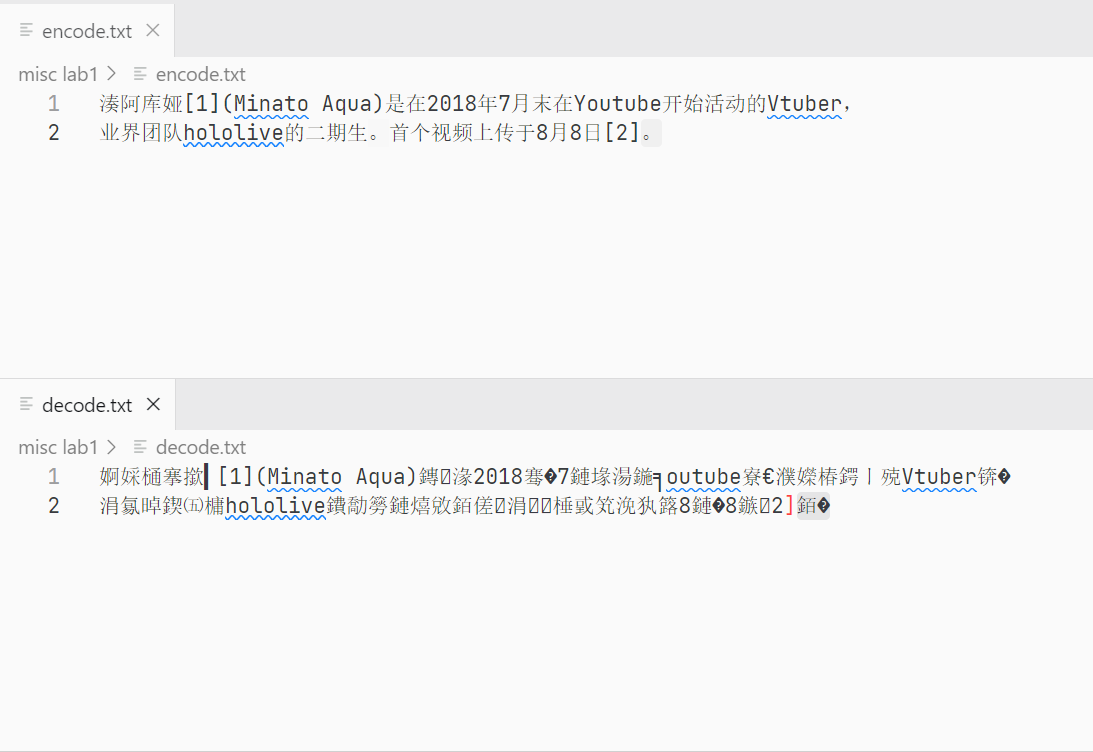 encode.txt
misc lab1 > encode.txt
1 湊阿库娅[1](Minato Aqua)是在2018年7月末在Youtube开始活动的Vtuber，
2 业界团队hololive的二期生。首个视频上传于8月8日[2]。
decode.txt
misc lab1 > decode.txt
1 婀婇樋搴撳▍[1](Minato Aqua)鏄湪2018骞�7鏈堟湯鍦╕outube寮€濮嬫椿鍔ㄧ殑Vtuber锛�
2 涓氱晫鍥㈤槦hololive鐨勪簩鏈熺敓銆傞涓棰戜笂浼犱簬8鏈�8鏃2]銆�